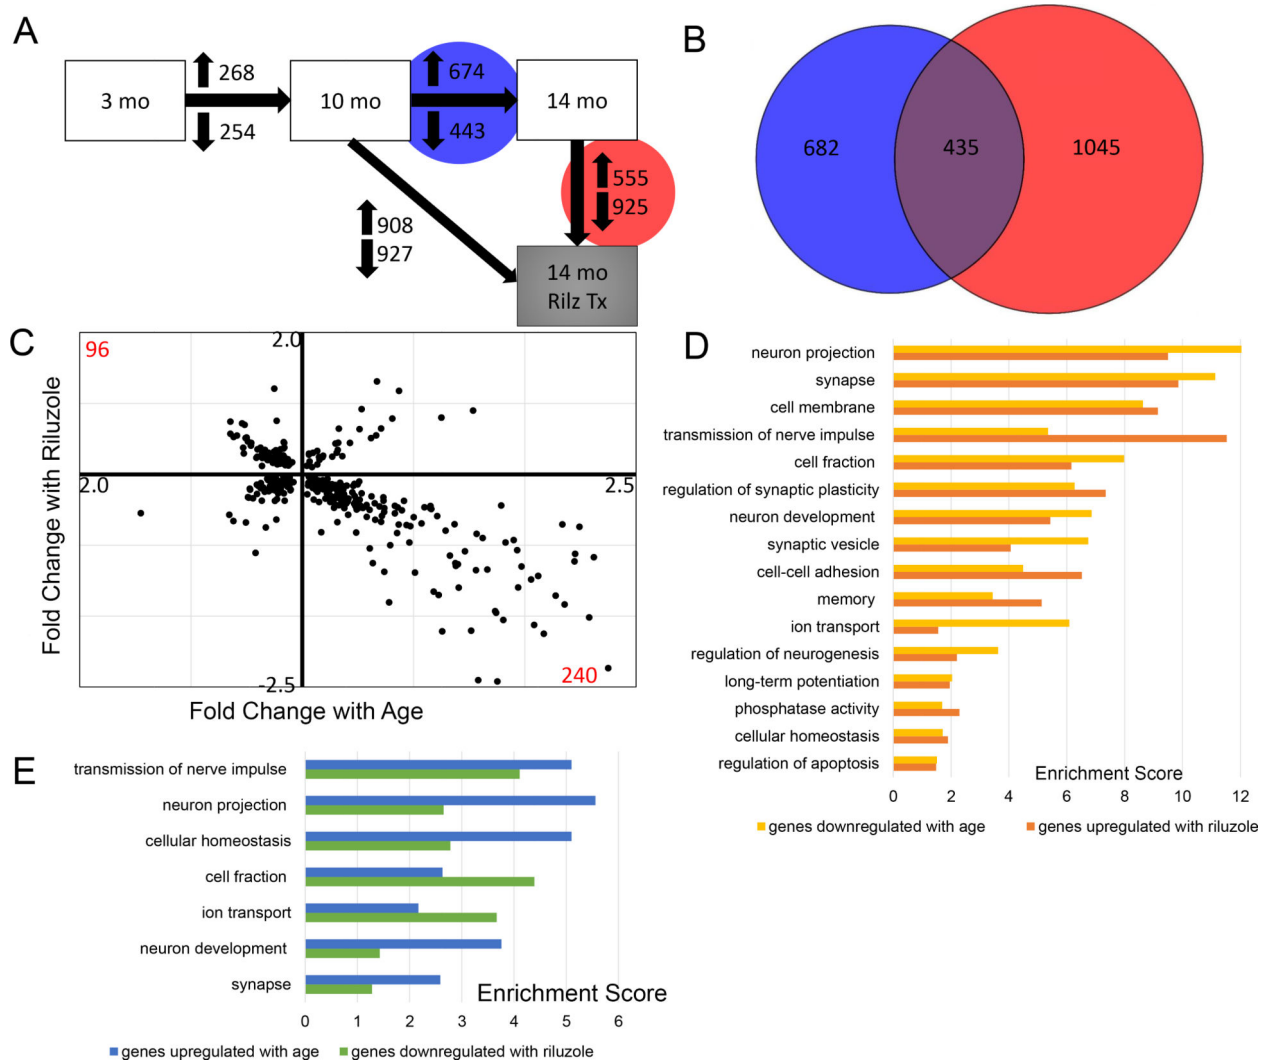 A
3 mo
268
254
10 mo
674
443
14 mo
555
925
908
927
14 mo
Rilz Tx
B
682
435
1045
C
96
2.0
2.0
2.5
-2.5
240
Fold Change with Riluzole
Fold Change with Age
D
neuron projection
synapse
cell membrane
transmission of nerve impulse
cell fraction
regulation of synaptic plasticity
neuron development
synaptic vesicle
cell-cell adhesion
memory
ion transport
regulation of neurogenesis
long-term potentiation
phosphatase activity
cellular homeostasis
regulation of apoptosis
Enrichment Score
0 2 4 6 8 10 12
genes downregulated with age genes upregulated with riluzole
E
transmission of nerve impulse
neuron projection
cellular homeostasis
cell fraction
ion transport
neuron development
synapse
Enrichment Score
0 1 2 3 4 5 6
genes upregulated with age genes downregulated with riluzole